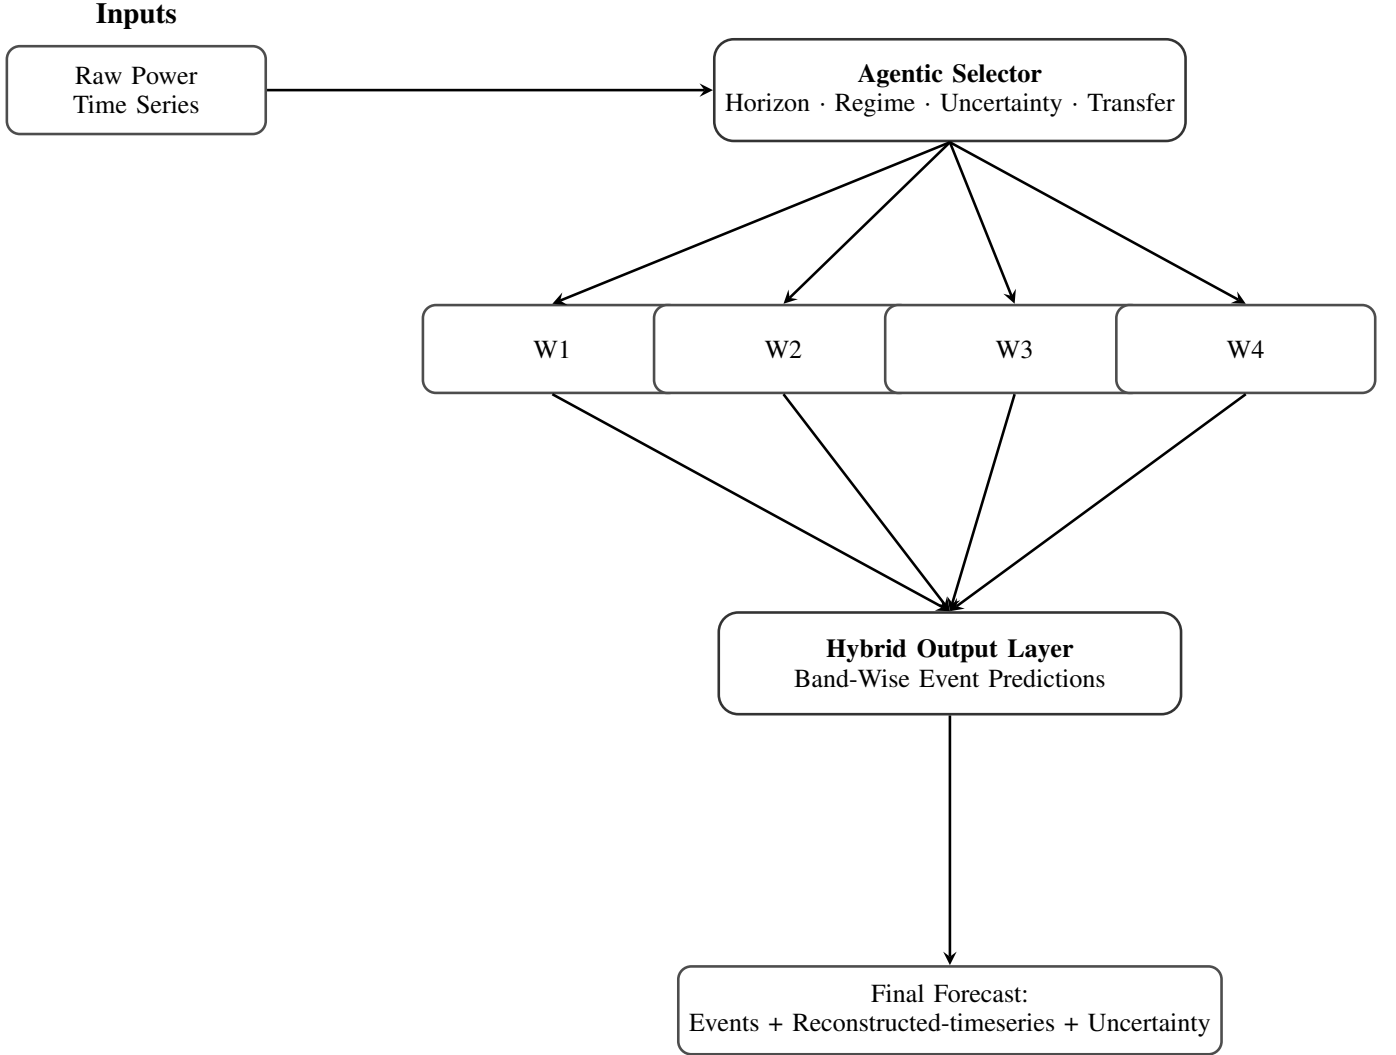 Inputs
Raw Power
Time Series
Agentic Selector
Horizon · Regime · Uncertainty · Transfer
W1
W2
W3
W4
Hybrid Output Layer
Band-Wise Event Predictions
Final Forecast:
Events + Reconstructed-timeseries + Uncertainty